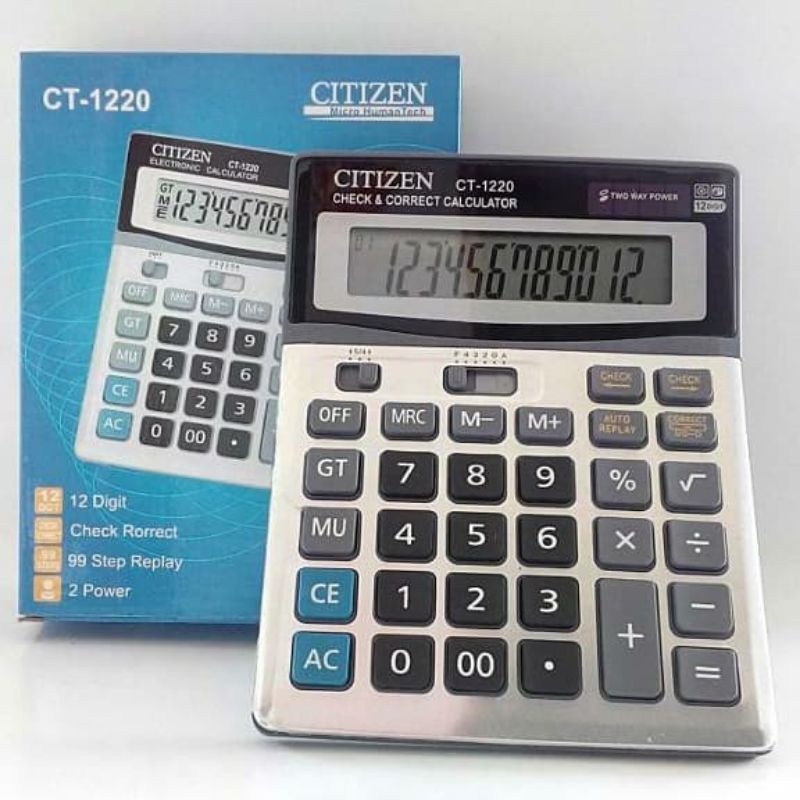 CT-1220
CITIZEN
Micro HumanTech
CITIZEN
ELECTRONIC CALCULATOR
CT-1220
GT
M
E
123456789
OFF MRC M− M+
GT 7 8 9
MU 4 5 6
CE 1 2 3
AC 0 00 .
12 Digit
Check Rorrect
99 Step Replay
2 Power
CITIZEN CT-1220
CHECK & CORRECT CALCULATOR
TWO WAY POWER
12 DIGIT
01
123456789012.
F 4 3 2 0 A
CHECK CHECK
OFF MRC M− M+ AUTO REPLAY CORRECT
GT 7 8 9 % √
MU 4 5 6 × ÷
CE 1 2 3 + −
AC 0 00 . =